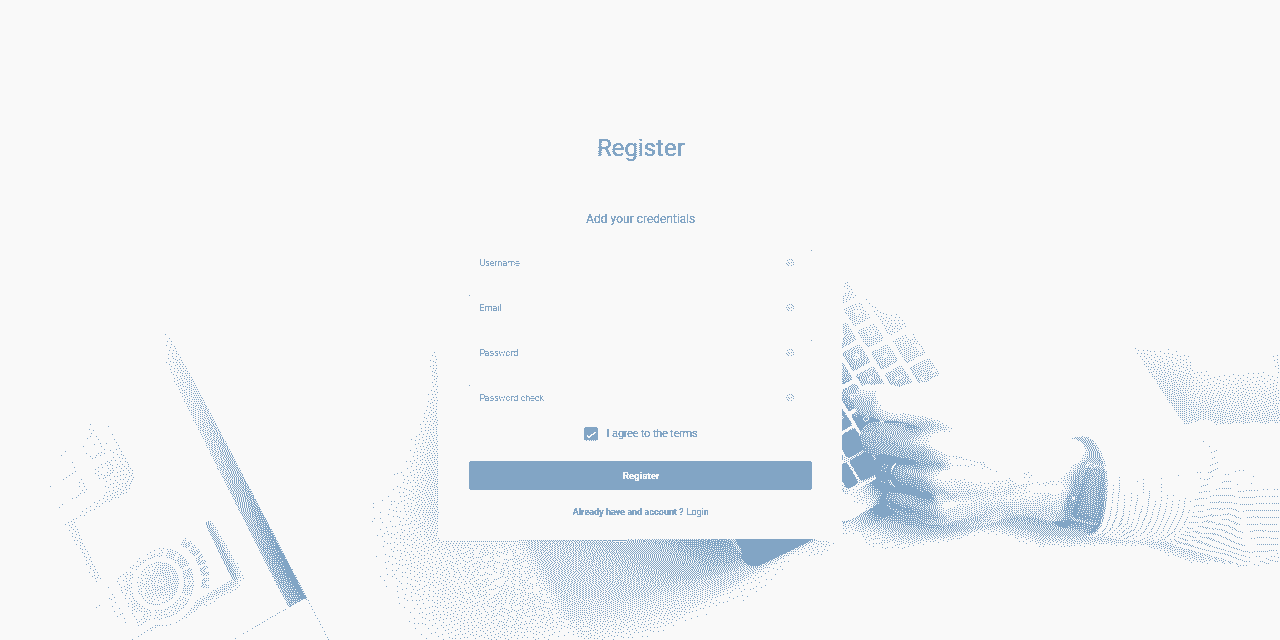 Register
Add your credentials
Username
Email
Password
Password check
I agree to the terms
Register
Already have and account ? Login